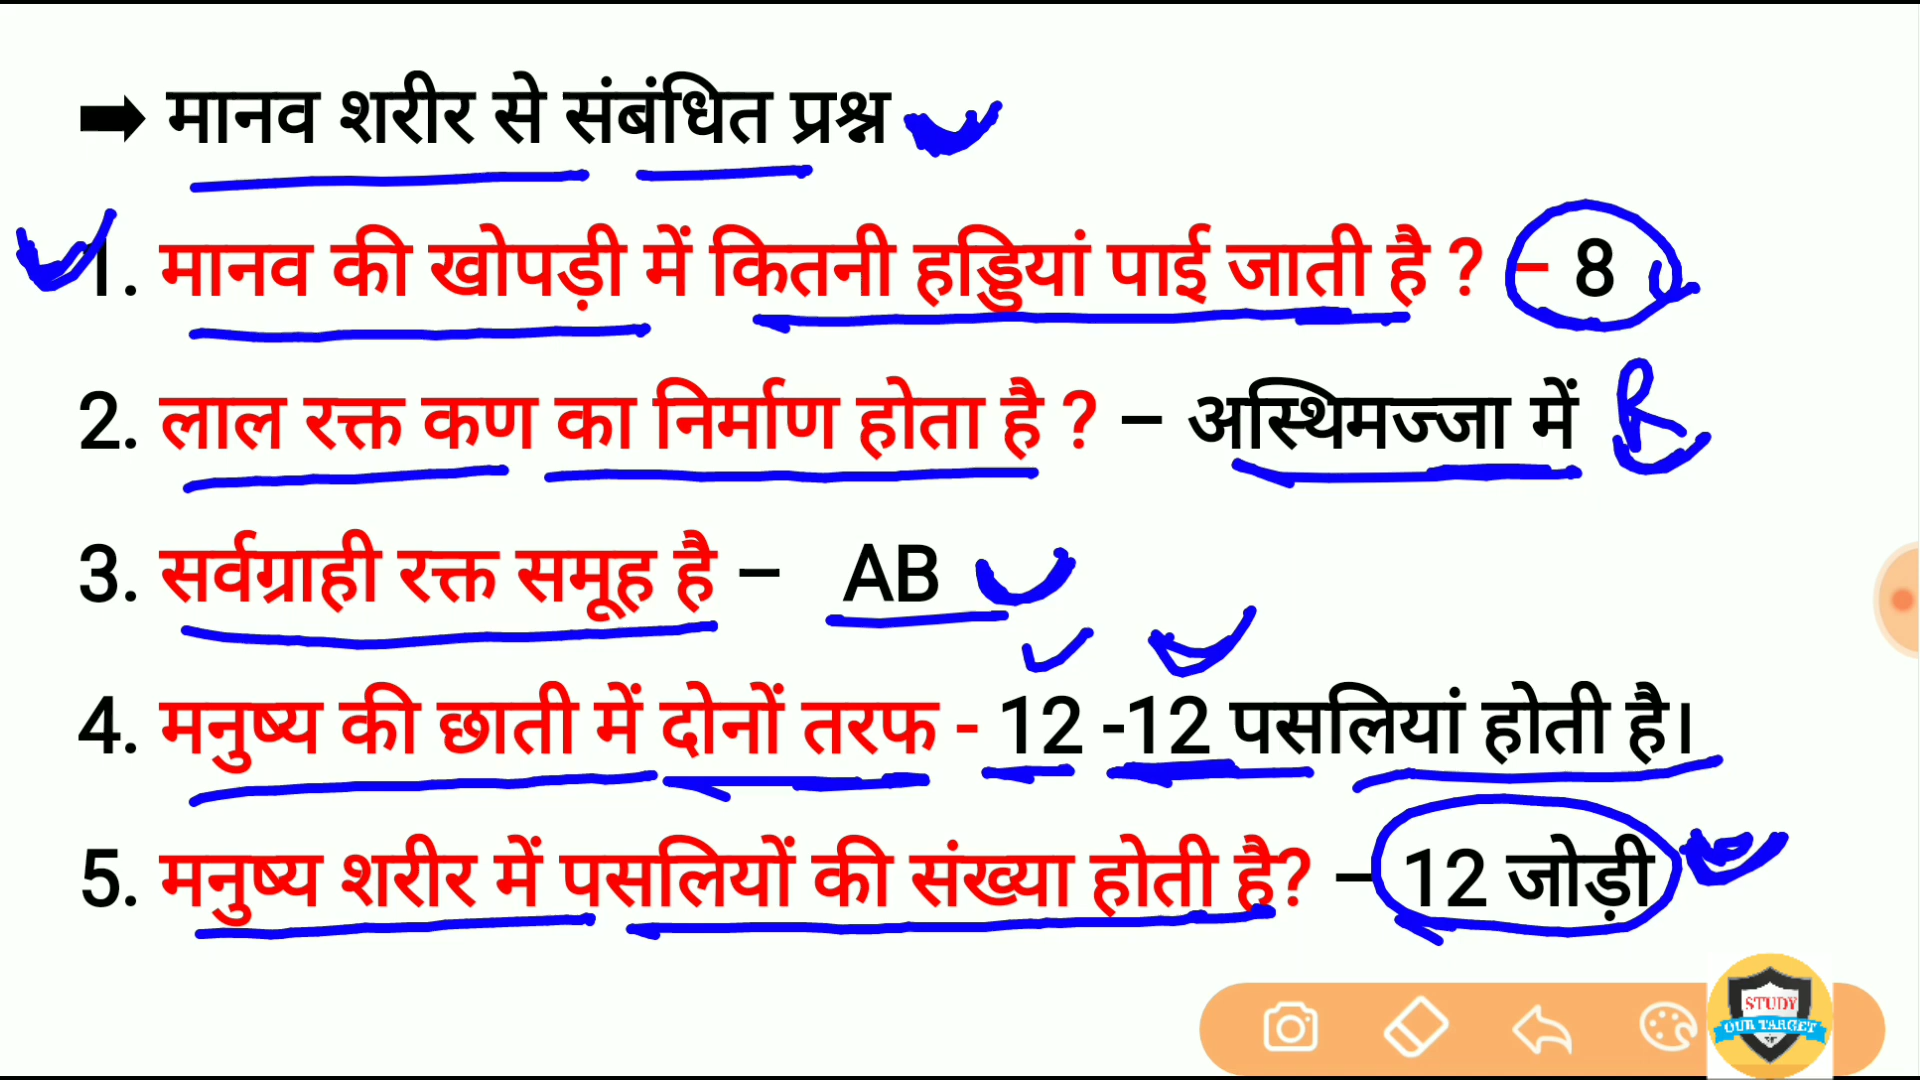 ➡ मानव शरीर से संबंधित प्रश्न
1. मानव की खोपड़ी में कितनी हड्डियां पाई जाती है ? – 8
2. लाल रक्त कण का निर्माण होता है ? – अस्थिमज्जा में
3. सर्वग्राही रक्त समूह है – AB
4. मनुष्य की छाती में दोनों तरफ - 12 -12 पसलियां होती है।
5. मनुष्य शरीर में पसलियों की संख्या होती है? – 12 जोड़ी
STUDY
OUR TARGET